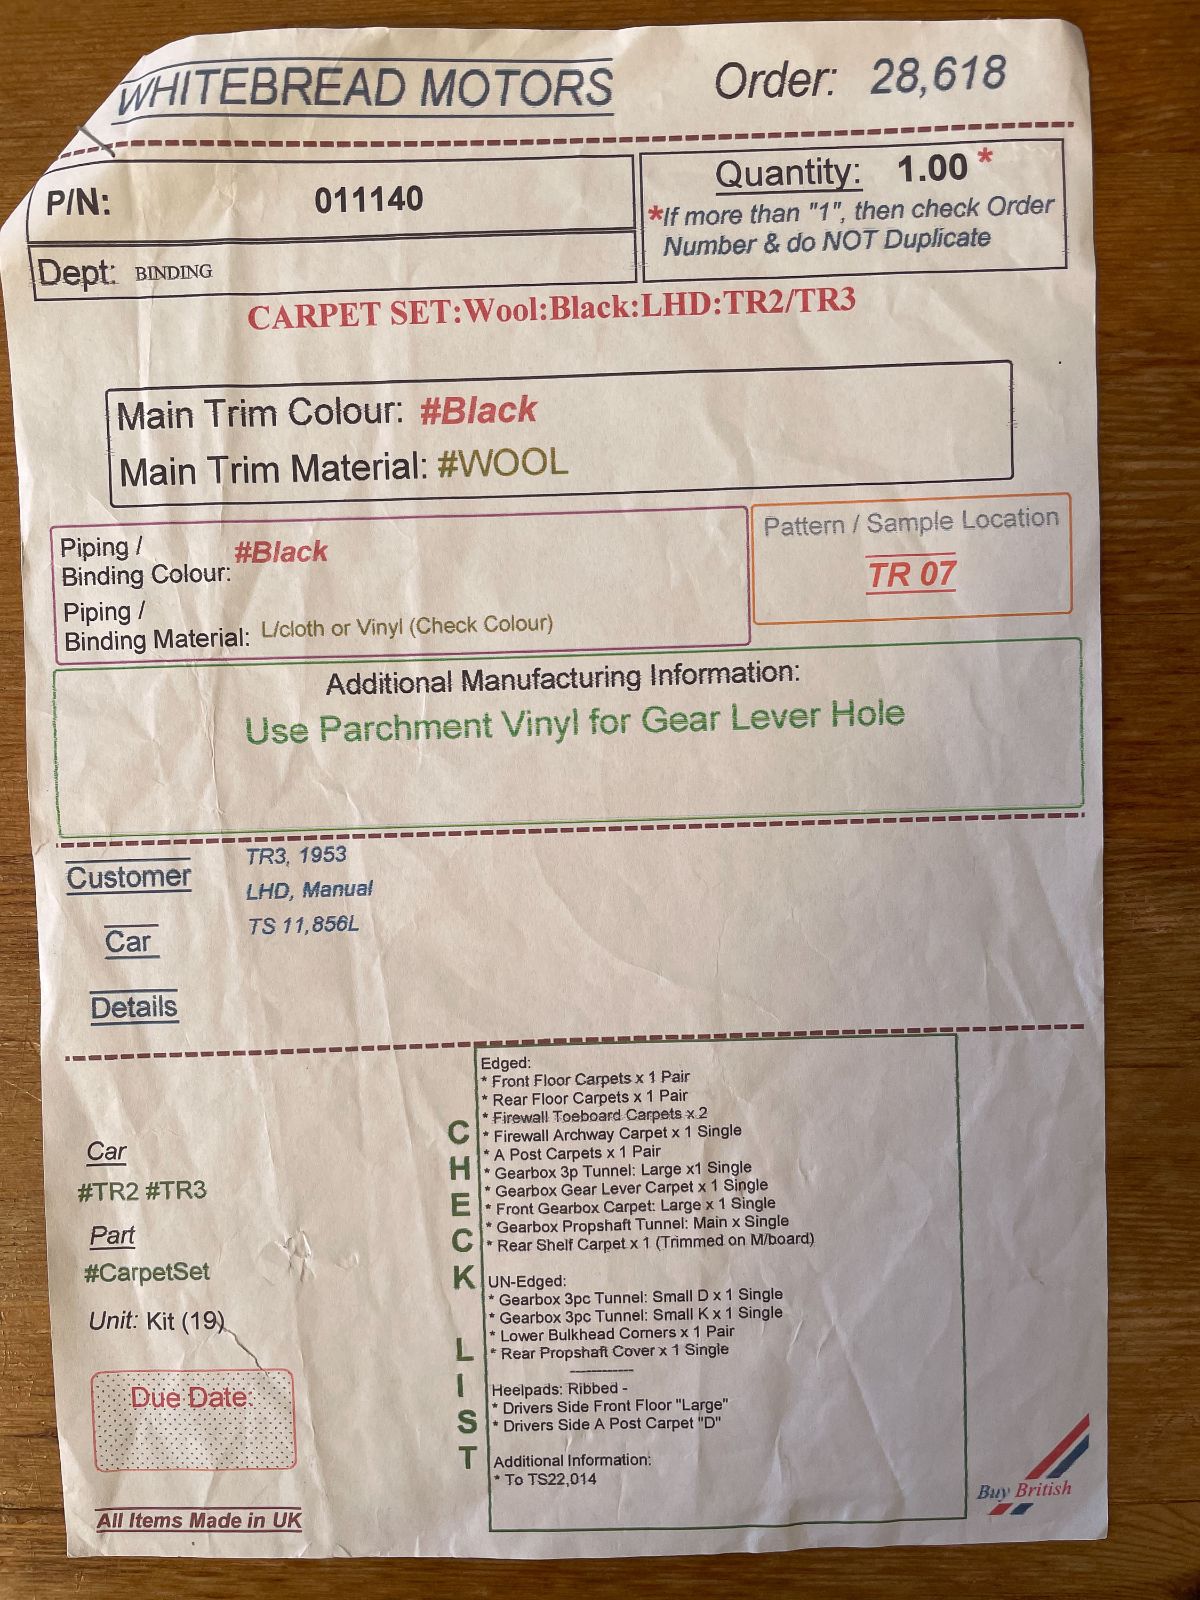 WHITEBREAD MOTORS
Order: 28,618
P/N: 011140
Quantity: 1.00 *
*If more than "1", then check Order
Number & do NOT Duplicate
Dept: BINDING
CARPET SET:Wool:Black:LHD:TR2/TR3
Main Trim Colour: #Black
Main Trim Material: #WOOL
Piping /
Binding Colour: #Black
Piping /
Binding Material: L/cloth or Vinyl (Check Colour)
Pattern / Sample Location
TR 07
Additional Manufacturing Information:
Use Parchment Vinyl for Gear Lever Hole
Customer
Car
Details
TR3, 1953
LHD, Manual
TS 11,856L
Car
#TR2 #TR3
Part
#CarpetSet
Unit: Kit (19)
Due Date:
All Items Made in UK
CHECK LIST
Edged:
* Front Floor Carpets x 1 Pair
* Rear Floor Carpets x 1 Pair
* Firewall Toeboard Carpets x 2
* Firewall Archway Carpet x 1 Single
* A Post Carpets x 1 Pair
* Gearbox 3p Tunnel: Large x1 Single
* Gearbox Gear Lever Carpet x 1 Single
* Front Gearbox Carpet: Large x 1 Single
* Gearbox Propshaft Tunnel: Main x Single
* Rear Shelf Carpet x 1 (Trimmed on M/board)
UN-Edged:
* Gearbox 3pc Tunnel: Small D x 1 Single
* Gearbox 3pc Tunnel: Small K x 1 Single
* Lower Bulkhead Corners x 1 Pair
* Rear Propshaft Cover x 1 Single
------------
Heelpads: Ribbed -
* Drivers Side Front Floor "Large"
* Drivers Side A Post Carpet "D"
Additional Information:
* To TS22,014
Buy British